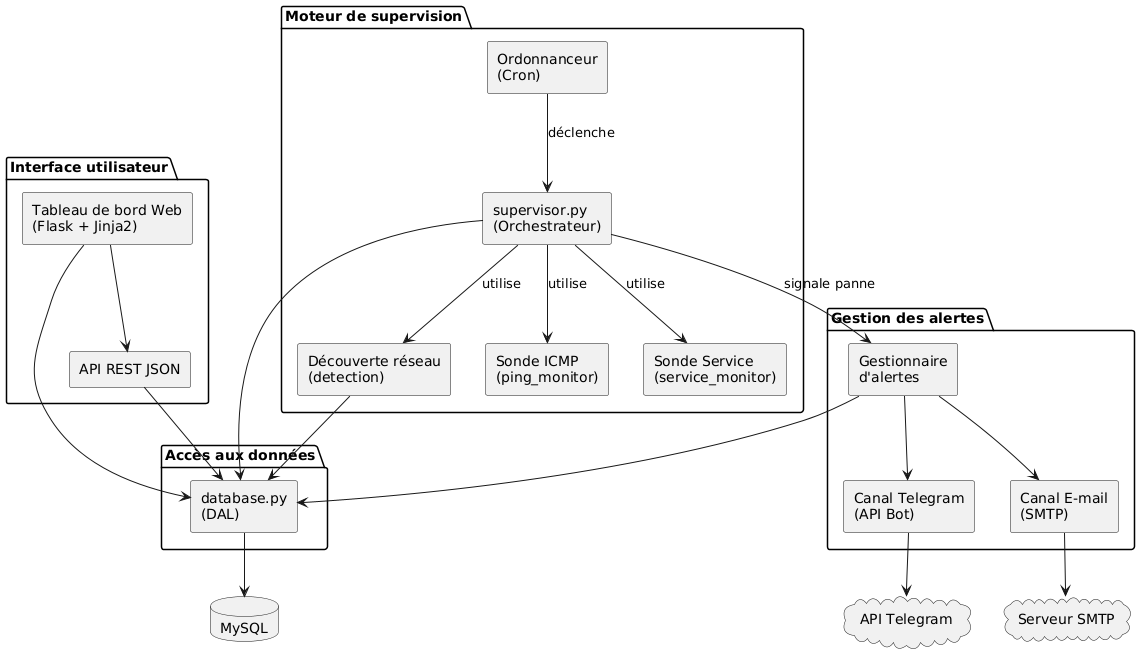 Moteur de supervision
Ordonnanceur
(Cron)
déclenche
Interface utilisateur
Tableau de bord Web
(Flask + Jinja2)
supervisor.py
(Orchestrateur)
utilise
utilise
utilise
signale panne
Gestion des alertes
API REST JSON
Découverte réseau
(detection)
Sonde ICMP
(ping_monitor)
Sonde Service
(service_monitor)
Gestionnaire
d'alertes
Accès aux données
database.py
(DAL)
Canal Telegram
(API Bot)
Canal E-mail
(SMTP)
MySQL
API Telegram
Serveur SMTP